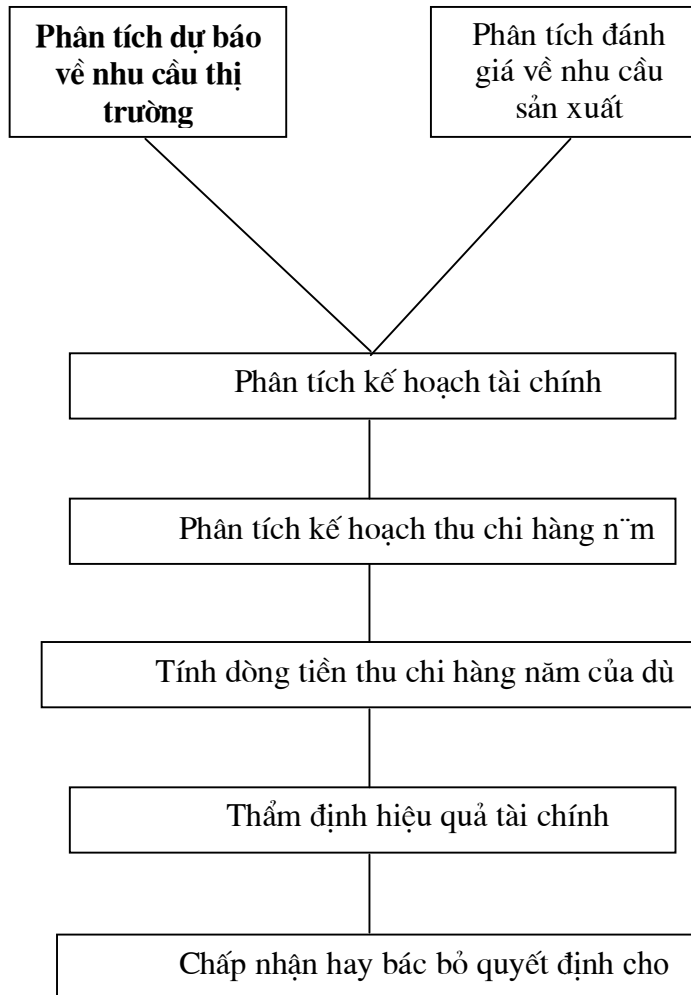 Phân tích dự báo
về nhu cầu thị
trường
Phân tích đánh
giá về nhu cầu
sản xuất
Phân tích kế hoạch tài chính
Phân tích kế hoạch thu chi hàng n¨m
Tính dòng tiền thu chi hàng năm của dù
Thẩm định hiệu quả tài chính
Chấp nhận hay bác bỏ quyết định cho